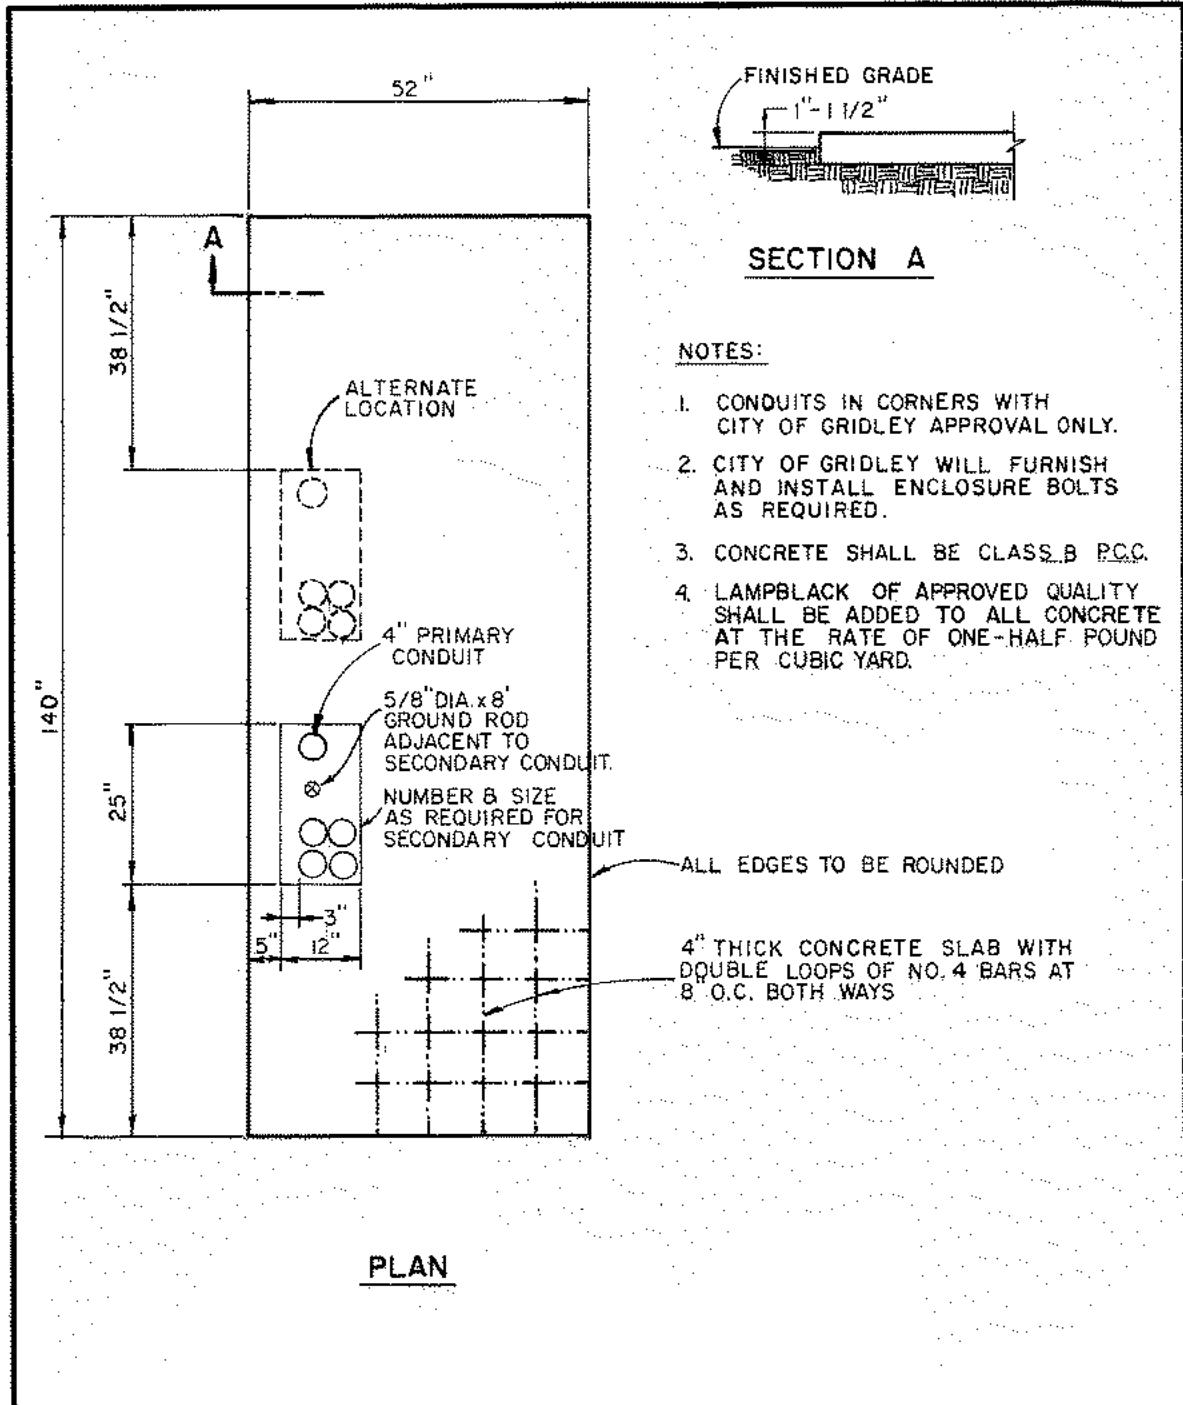 52"
FINISHED GRADE
1"-1 1/2"
A
SECTION A
38 1/2"
ALTERNATE
LOCATION
NOTES:
1. CONDUITS IN CORNERS WITH
CITY OF GRIDLEY APPROVAL ONLY.
2. CITY OF GRIDLEY WILL FURNISH
AND INSTALL ENCLOSURE BOLTS
AS REQUIRED.
3. CONCRETE SHALL BE CLASS B P.C.C.
4. LAMPBLACK OF APPROVED QUALITY
SHALL BE ADDED TO ALL CONCRETE
AT THE RATE OF ONE-HALF POUND
PER CUBIC YARD.
4" PRIMARY
CONDUIT
140"
5/8" DIA. x 8'
GROUND ROD
ADJACENT TO
SECONDARY CONDUIT.
25"
NUMBER & SIZE
AS REQUIRED FOR
SECONDARY CONDUIT
ALL EDGES TO BE ROUNDED
3"
5" 12"
38 1/2"
4" THICK CONCRETE SLAB WITH
DOUBLE LOOPS OF NO. 4 BARS AT
8" O.C. BOTH WAYS
PLAN